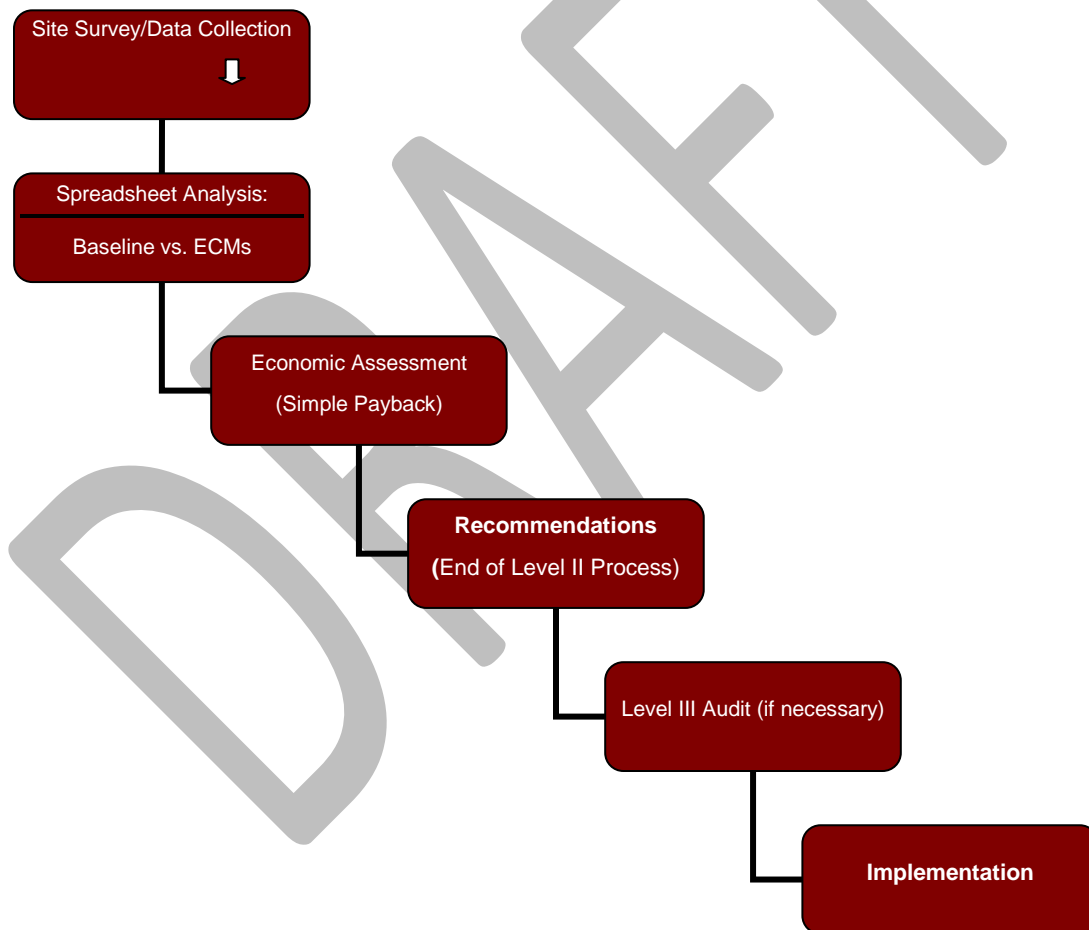 Site Survey/Data Collection
Spreadsheet Analysis:
Baseline vs. ECMs
Economic Assessment
(Simple Payback)
Recommendations
(End of Level II Process)
Level III Audit (if necessary)
Implementation
DRAFT